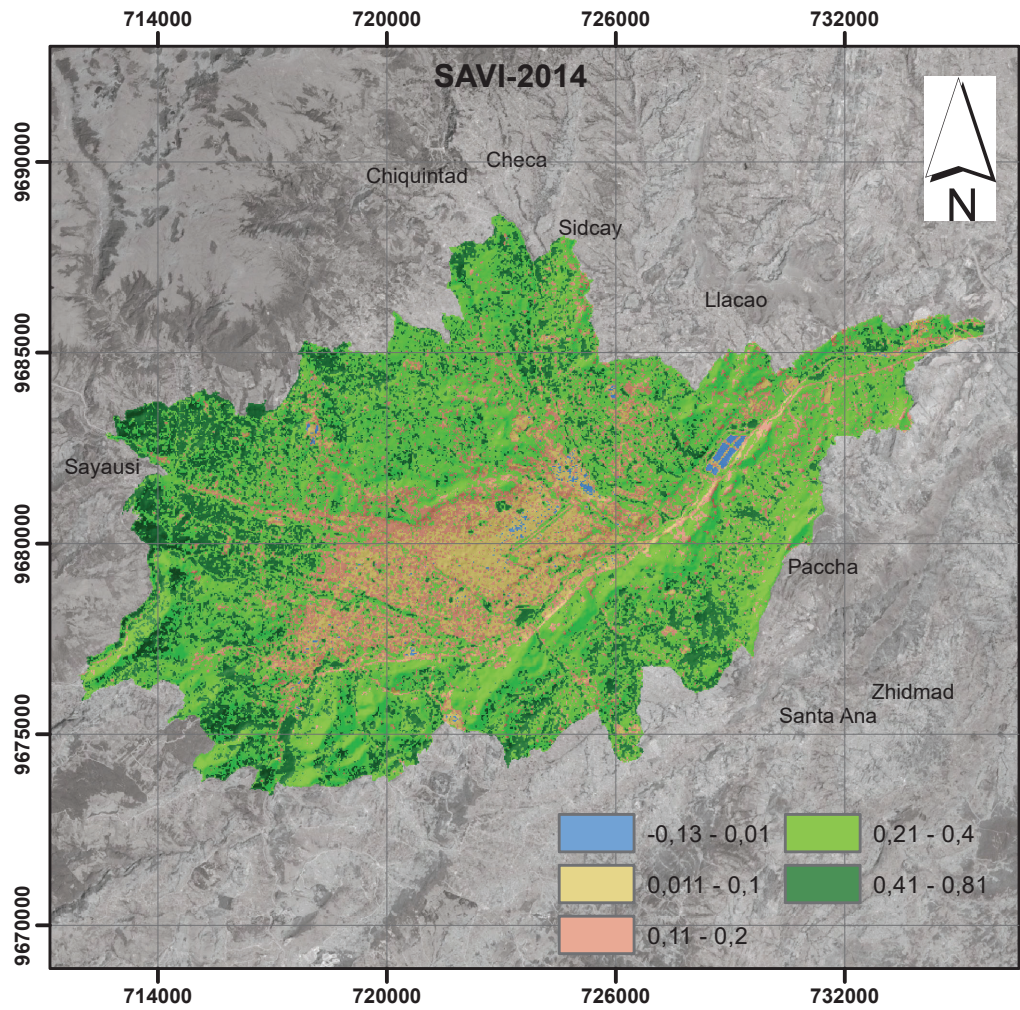 714000 720000 726000 732000
SAVI-2014
N
9690000
9685000
9680000
9675000
9670000
Checa
Chiquintad
Sidcay
Llacao
Sayausi
Paccha
Zhidmad
Santa Ana
-0,13 - 0,01
0,21 - 0,4
0,011 - 0,1
0,41 - 0,81
0,11 - 0,2
714000 720000 726000 732000